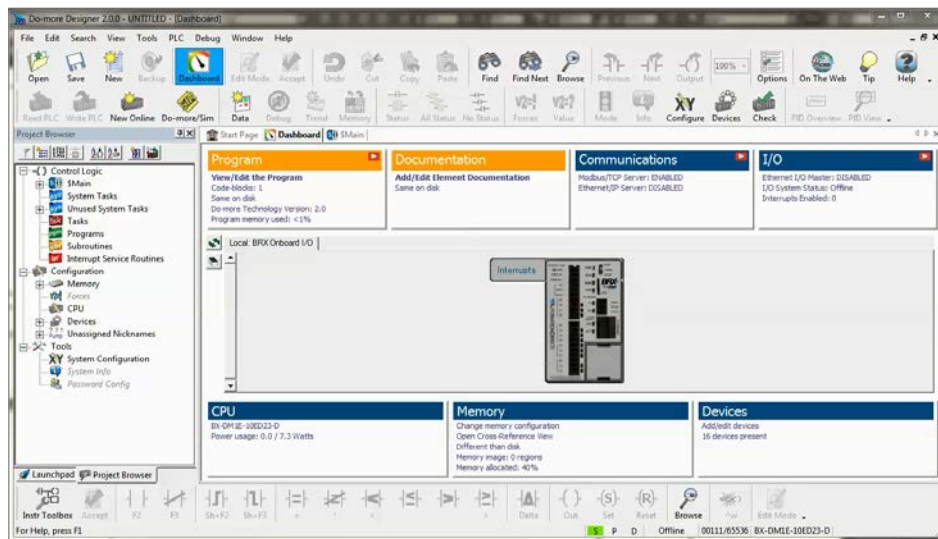 Do-more Designer 2.0.0 - UNTITLED - [Dashboard]
File Edit Search View Tools PLC Debug Window Help
Open Save New Backup Dashboard Edit Mode Accept Undo Cut Copy Paste Find Find Next Browse Previous Next Output 100% Options On The Web Tip Help
Read PLC Write PLC New Online Do-more/Sim Data Debug Trend Memory Status All Status No Status Forces Value Mode Info Configure Devices Check PID Overview PID View
Project Browser
Start Page Dashboard $Main
Control Logic
$Main
System Tasks
Unused System Tasks
Tasks
Programs
Subroutines
Interrupt Service Routines
Configuration
Memory
Forces
CPU
Devices
Unassigned Nicknames
Tools
System Configuration
System Info
Password Config
Launchpad Project Browser
Program
View/Edit the Program
Code-blocks: 1
Same on disk
Do-more Technology Version: 2.0
Program memory used: <1%
Documentation
Add/Edit Element Documentation
Same on disk
Communications
Modbus/TCP Server: ENABLED
Ethernet/IP Server: DISABLED
I/O
Ethernet I/O Master: DISABLED
I/O System Status: Offline
Interrupts Enabled: 0
Local: BRX Onboard I/O
Interrupts
BRX
CPU
BX-DM1E-10ED23-D
Power usage: 0.0 / 7.3 Watts
Memory
Change memory configuration
Open Cross-Reference View
Different than disk
Memory image: 0 regions
Memory allocated: 40%
Devices
Add/edit devices
16 devices present
Instr Toolbox Accept F2 F3 Sh+F2 Sh+F3 Delta Out Set Reset Browse Edit Mode
For Help, press F1
S P D Offline 00111/65536 BX-DM1E-10ED23-D